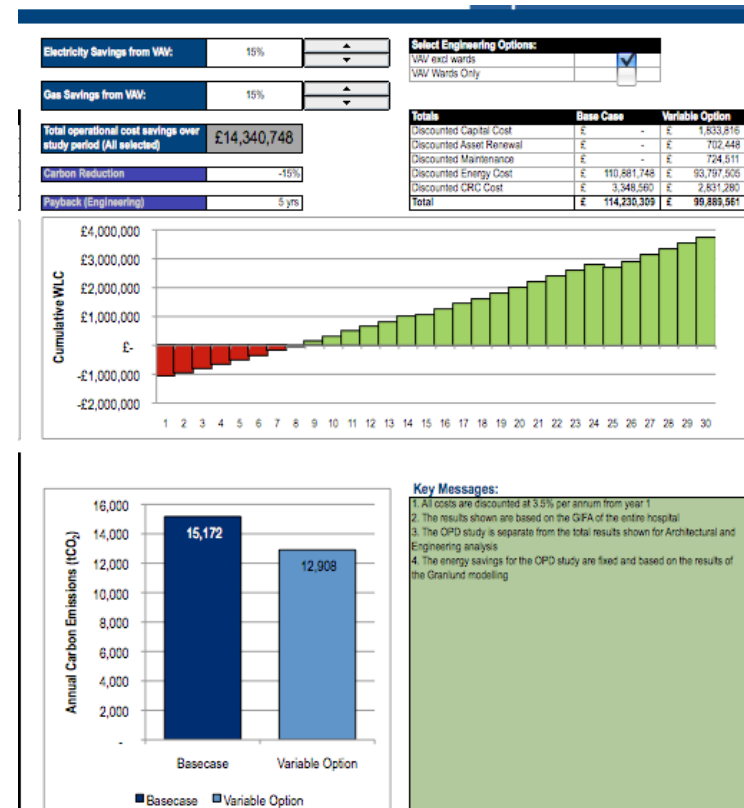 Electricity Savings from VAV: 15%
Gas Savings from VAV: 15%
Total operational cost savings over
study period (All selected) £14,340,748
Carbon Reduction -15%
Payback (Engineering) 5 yrs
Select Engineering Options:
VAV excl wards
VAV Wards Only
Totals Base Case Variable Option
Discounted Capital Cost £ - £ 1,833,816
Discounted Asset Renewal £ - £ 702,448
Discounted Maintenance £ - £ 724,511
Discounted Energy Cost £ 110,881,748 £ 93,797,505
Discounted CRC Cost £ 3,348,560 £ 2,831,280
Total £ 114,230,309 £ 99,889,561
Cumulative WLC
£4,000,000
£3,000,000
£2,000,000
£1,000,000
£-
-£1,000,000
-£2,000,000
1 2 3 4 5 6 7 8 9 10 11 12 13 14 15 16 17 18 19 20 21 22 23 24 25 26 27 28 29 30
Annual Carbon Emissions (tCO₂)
16,000
14,000
12,000
10,000
8,000
6,000
4,000
2,000
-
15,172
12,908
Basecase Variable Option
Basecase Variable Option
Key Messages:
1. All costs are discounted at 3.5% per annum from year 1
2. The results shown are based on the GIFA of the entire hospital
3. The OPD study is separate from the total results shown for Architectural and
Engineering analysis
4. The energy savings for the OPD study are fixed and based on the results of
the Granlund modelling